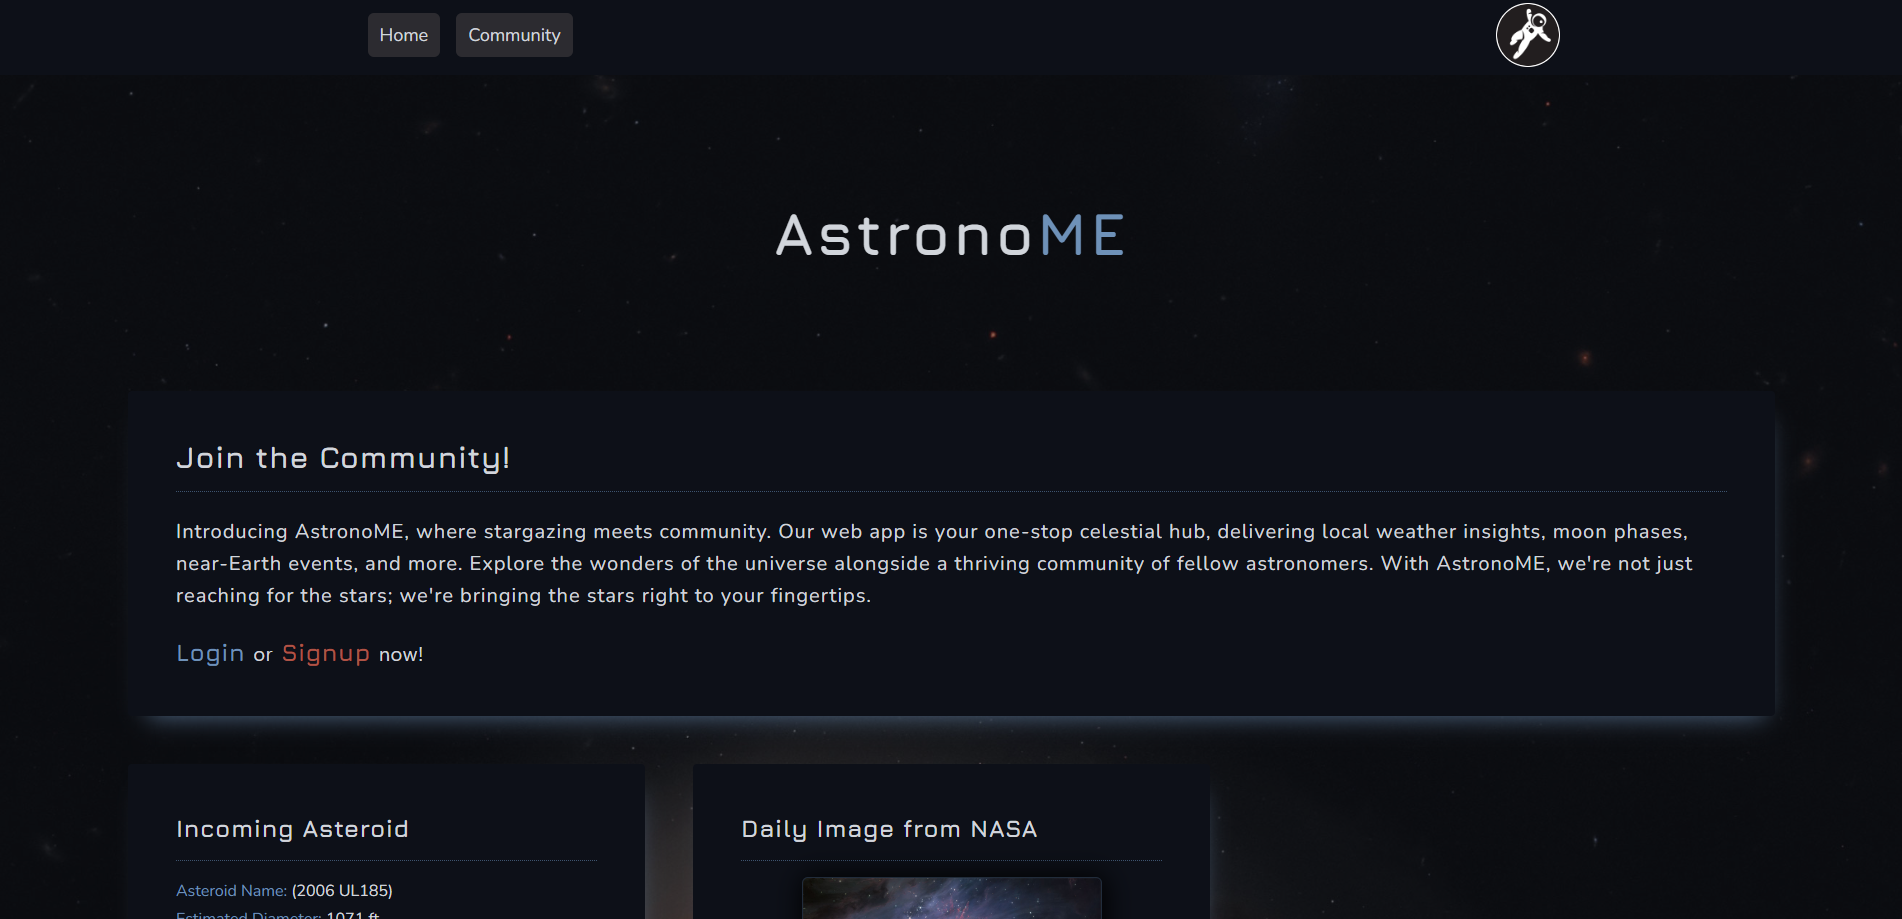 Home
Community
AstronoME
Join the Community!
Introducing AstronoME, where stargazing meets community. Our web app is your one-stop celestial hub, delivering local weather insights, moon phases,
near-Earth events, and more. Explore the wonders of the universe alongside a thriving community of fellow astronomers. With AstronoME, we're not just
reaching for the stars; we're bringing the stars right to your fingertips.
Login or Signup now!
Incoming Asteroid
Asteroid Name: (2006 UL185)
Estimated Diameter: 1071 ft
Daily Image from NASA